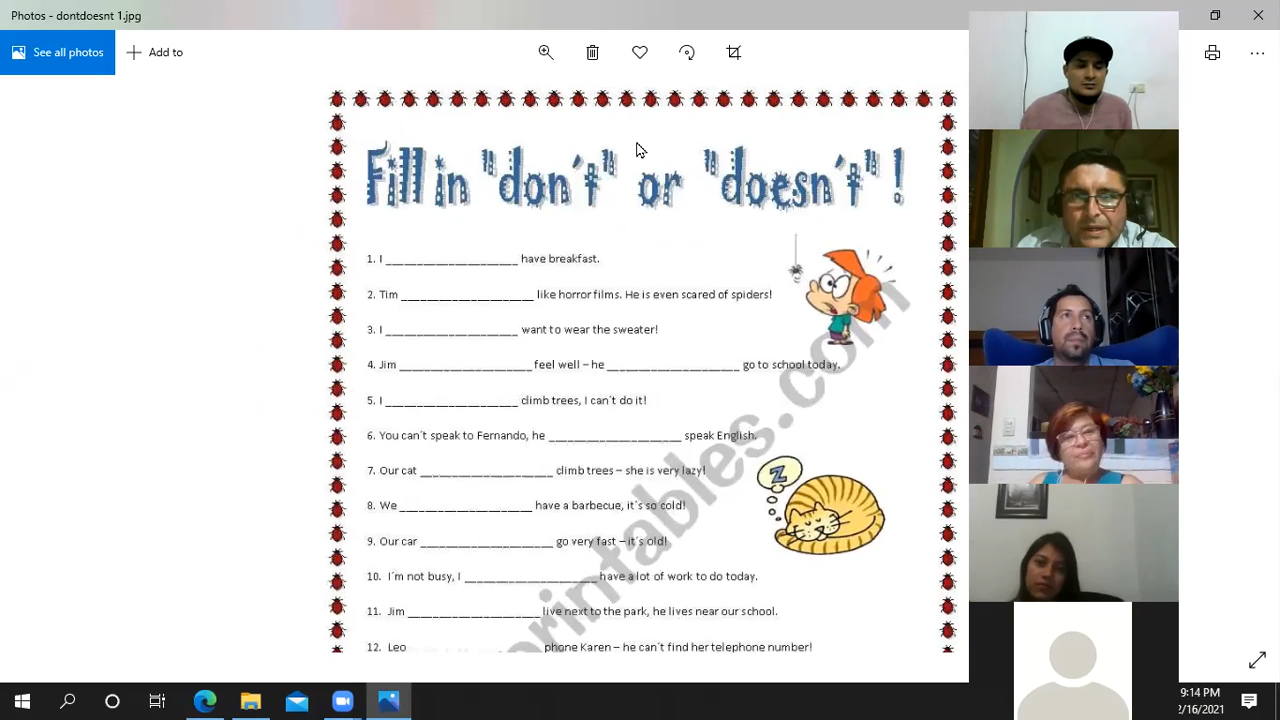 Photos - dontdoesnt 1.jpg
See all photos
Add to
Fill in "don´t" or "doesn´t" !
1. I ____________________ have breakfast.
2. Tim ____________________ like horror films. He is even scared of spiders!
3. I ____________________ want to wear the sweater!
4. Jim ____________________ feel well – he ____________________ go to school today.
5. I ____________________ climb trees, I can´t do it!
6. You can´t speak to Fernando, he ____________________ speak English.
7. Our cat ____________________ climb trees – she is very lazy!
Z
8. We ____________________ have a barbecue, it´s so cold!
9. Our car ____________________ go very fast – it´s old!
10. I´m not busy, I ____________________ have a lot of work to do today.
11. Jim ____________________ live next to the park, he lives near our school.
12. Leo ____________________ phone Karen – he can´t find her telephone number!
printables.com
9:14 PM
2/16/2021